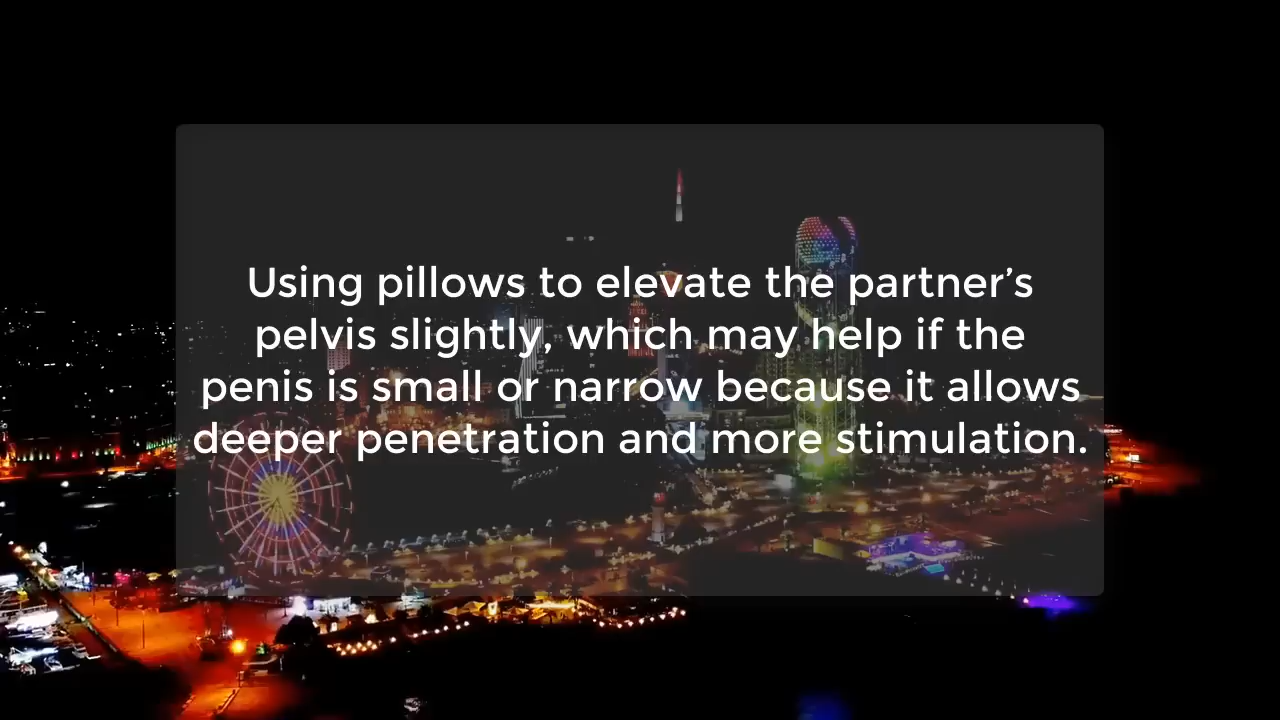 Using pillows to elevate the partner’s
pelvis slightly, which may help if the
penis is small or narrow because it allows
deeper penetration and more stimulation.